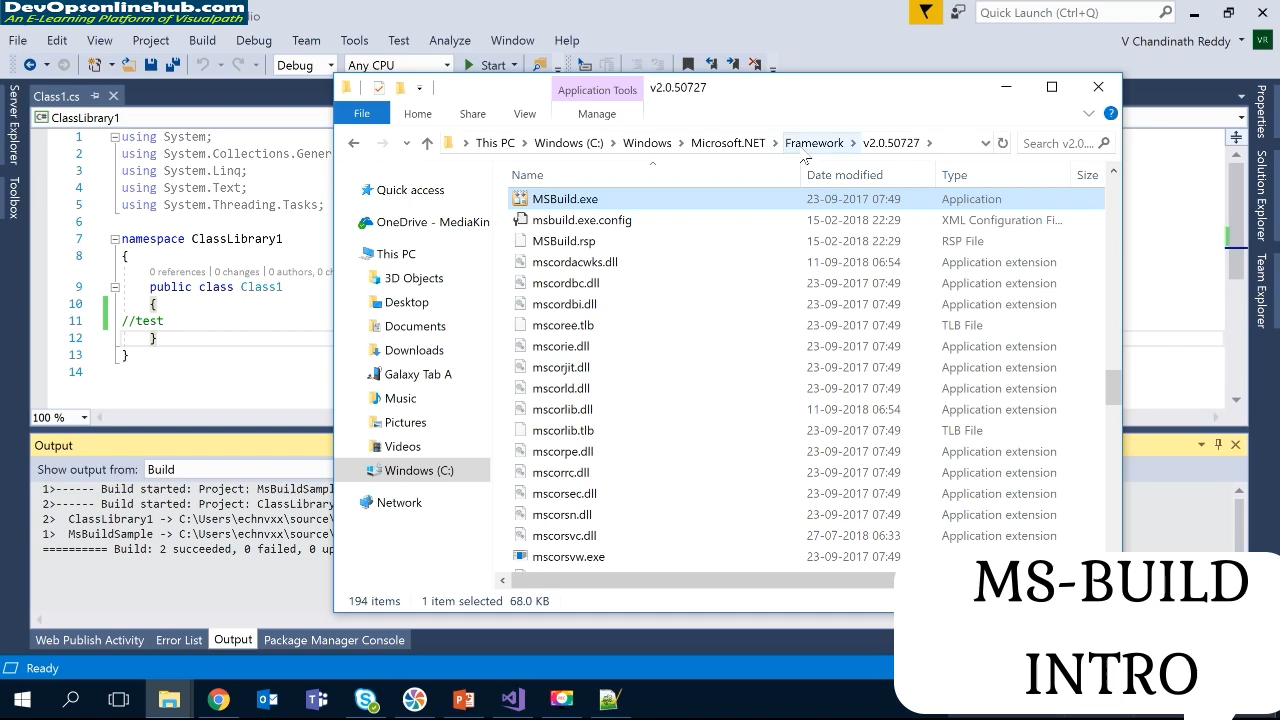 DevOpsonlinehub.com
An E-Learning Platform of Visualpath
Quick Launch (Ctrl+Q)
File Edit View Project Build Debug Team Tools Test Analyze Window Help
V Chandinath Reddy VR
Debug Any CPU Start
Server Explorer
Toolbox
Class1.cs
ClassLibrary1
1 using System;
2 using System.Collections.Gener
3 using System.Linq;
4 using System.Text;
5 using System.Threading.Tasks;
6
7 namespace ClassLibrary1
8 {
0 references | 0 changes | 0 authors, 0 ch
9 public class Class1
10 {
11 //test
12 }
13 }
14
100 %
Output
Show output from: Build
1>------ Build started: Project: MsBuildSample
2>------ Build started: Project: ClassLibrary
2> ClassLibrary1 -> C:\Users\echnvxx\source\
1> MsBuildSample -> C:\Users\echnvxx\source\
========== Build: 2 succeeded, 0 failed, 0 up
Web Publish Activity Error List Output Package Manager Console
Ready
Application Tools v2.0.50727
File Home Share View Manage
This PC Windows (C:) Windows Microsoft.NET Framework v2.0.50727
Search v2.0....
Quick access
OneDrive - MediaKin
This PC
3D Objects
Desktop
Documents
Downloads
Galaxy Tab A
Music
Pictures
Videos
Windows (C:)
Network
Name Date modified Type Size
MSBuild.exe 23-09-2017 07:49 Application
msbuild.exe.config 15-02-2018 22:29 XML Configuration Fi...
MSBuild.rsp 15-02-2018 22:29 RSP File
mscordacwks.dll 11-09-2018 06:54 Application extension
mscordbc.dll 23-09-2017 07:49 Application extension
mscordbi.dll 23-09-2017 07:49 Application extension
mscoree.tlb 23-09-2017 07:49 TLB File
mscorie.dll 23-09-2017 07:49 Application extension
mscorjit.dll 23-09-2017 07:49 Application extension
mscorld.dll 23-09-2017 07:49 Application extension
mscorlib.dll 11-09-2018 06:54 Application extension
mscorlib.tlb 23-09-2017 07:49 TLB File
mscorpe.dll 23-09-2017 07:49 Application extension
mscorrc.dll 23-09-2017 07:49 Application extension
mscorsec.dll 23-09-2017 07:49 Application extension
mscorsn.dll 23-09-2017 07:49 Application extension
mscorsvc.dll 27-07-2018 06:33 Application extension
mscorsvw.exe 23-09-2017 07:49
194 items 1 item selected 68.0 KB
Properties
Solution Explorer
Team Explorer
MS-BUILD
INTRO